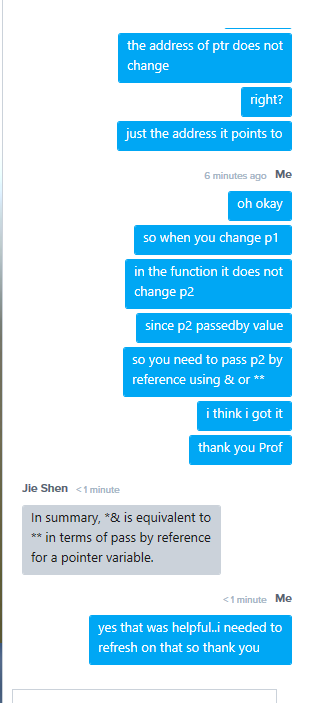 the address of ptr does not
change
right?
just the address it points to
6 minutes ago Me
oh okay
so when you change p1
in the function it does not
change p2
since p2 passedby value
so you need to pass p2 by
reference using & or **
i think i got it
thank you Prof
Jie Shen < 1 minute
In summary, *& is equivalent to
** in terms of pass by reference
for a pointer variable.
< 1 minute Me
yes that was helpful..i needed to
refresh on that so thank you